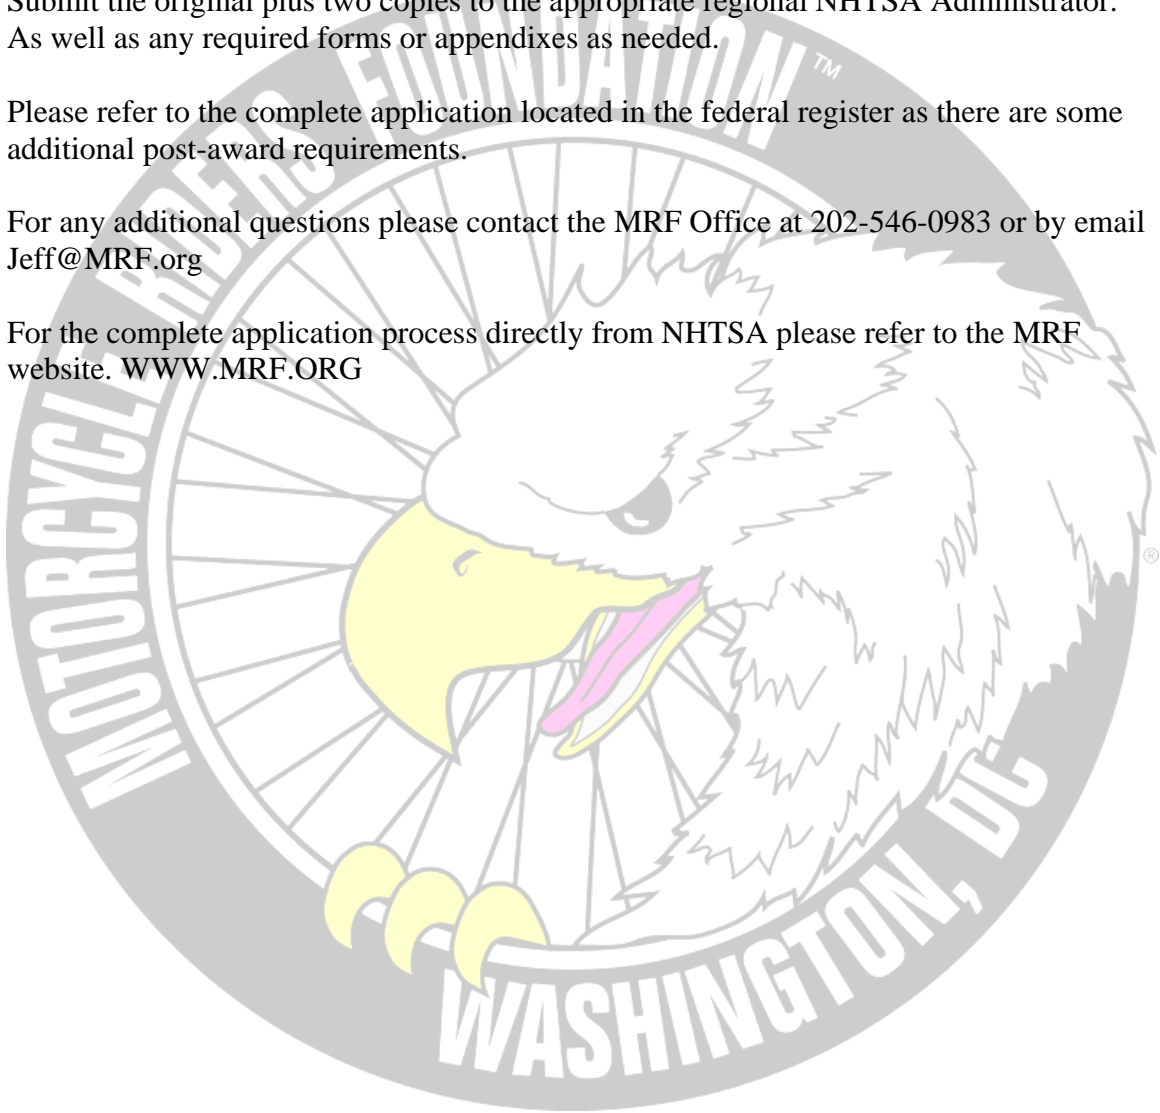 Submit the original plus two copies to the appropriate regional NHTSA Administrator.
As well as any required forms or appendixes as needed.
Please refer to the complete application located in the federal register as there are some
additional post-award requirements.
For any additional questions please contact the MRF Office at 202-546-0983 or by email
Jeff@MRF.org
For the complete application process directly from NHTSA please refer to the MRF
website. WWW.MRF.ORG
MOTORCYCL RIDERS FOUNDATION ™
®
WASHINGTON, DC